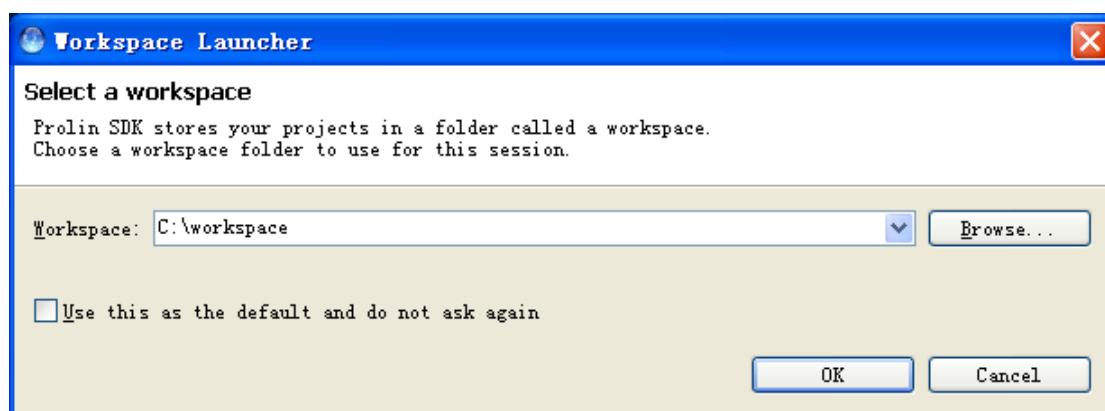 Workspace Launcher
Select a workspace
Prolin SDK stores your projects in a folder called a workspace.
Choose a workspace folder to use for this session.
Workspace: C:\workspace Browse...
Use this as the default and do not ask again
OK Cancel